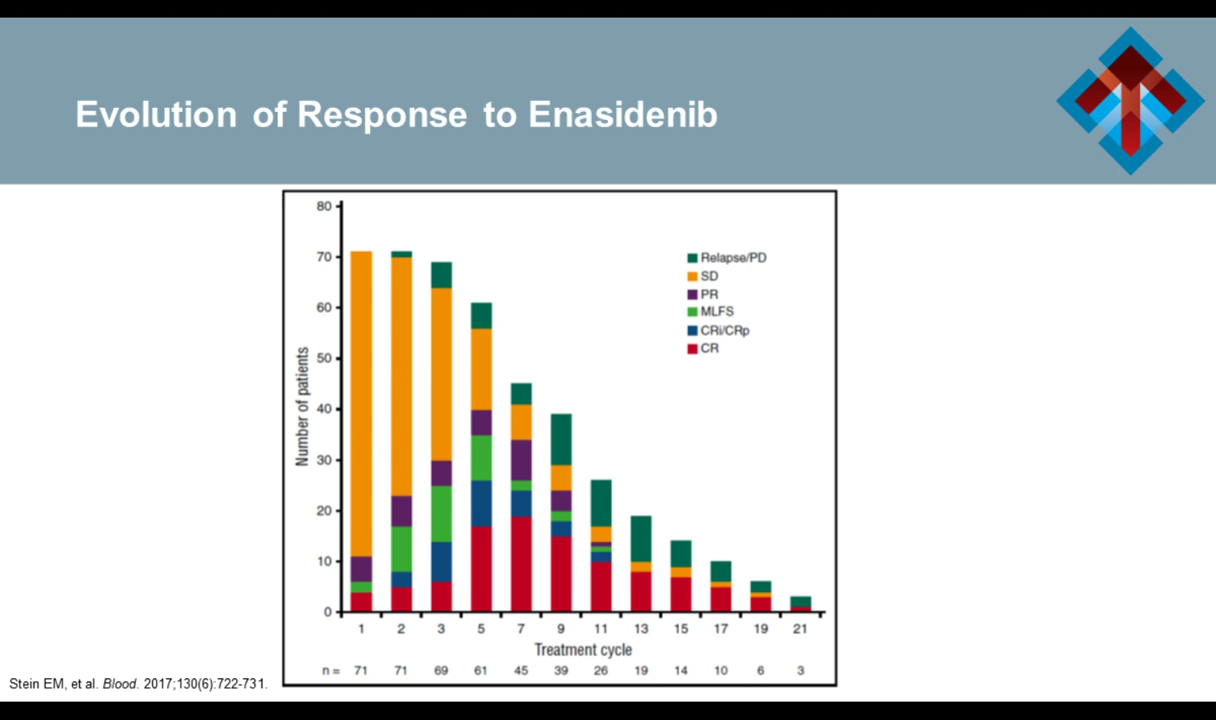 Evolution of Response to Enasidenib
80
70
60
50
40
30
20
10
0
Number of patients
Relapse/PD
SD
PR
MLFS
CRi/CRp
CR
1 2 3 5 7 9 11 13 15 17 19 21
Treatment cycle
n = 71 71 69 61 45 39 26 19 14 10 6 3
Stein EM, et al. Blood. 2017;130(6):722-731.